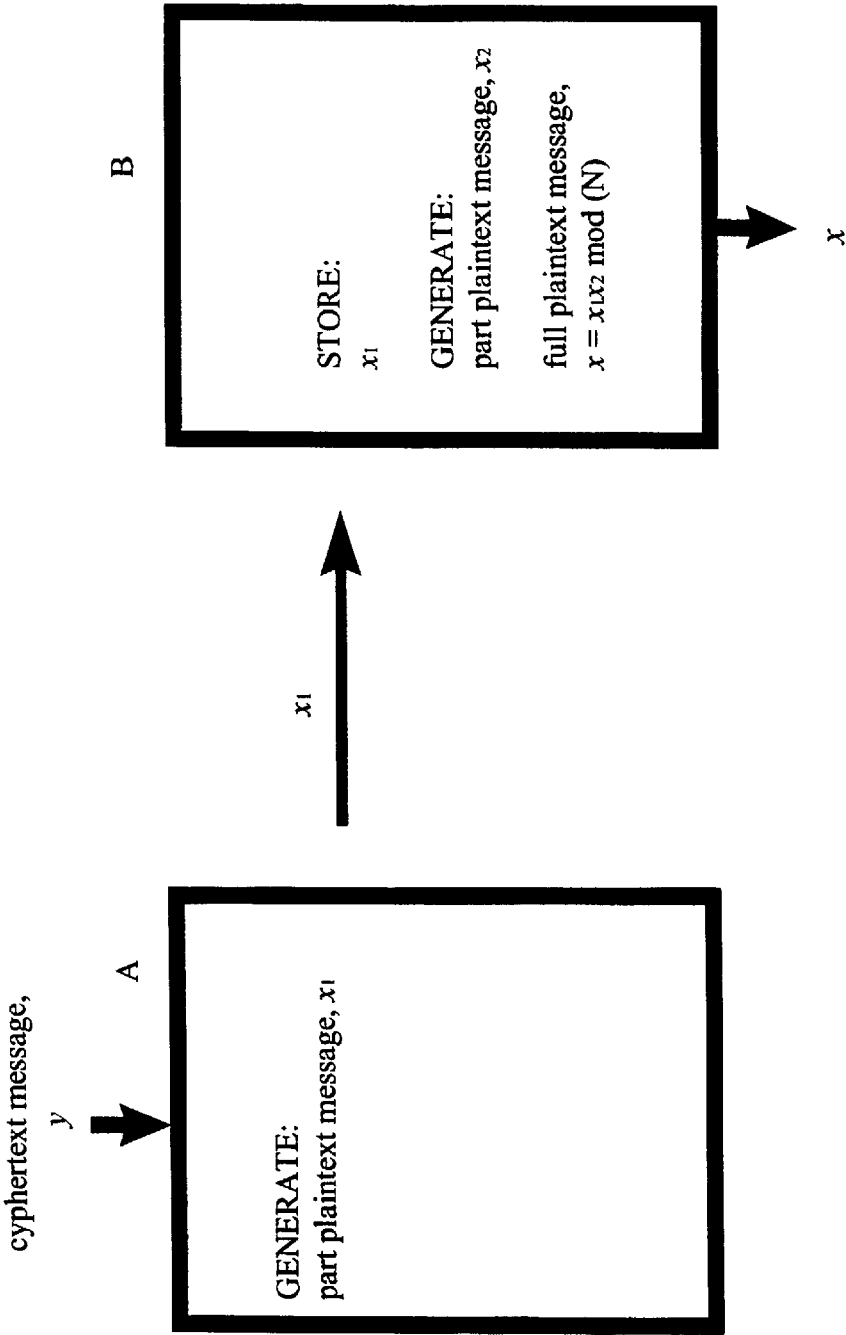 cyphertext message,
y
A
GENERATE:
part plaintext message, x1
x1
B
STORE:
x1
GENERATE:
part plaintext message, x2
full plaintext message,
x = x1x2 mod (N)
x